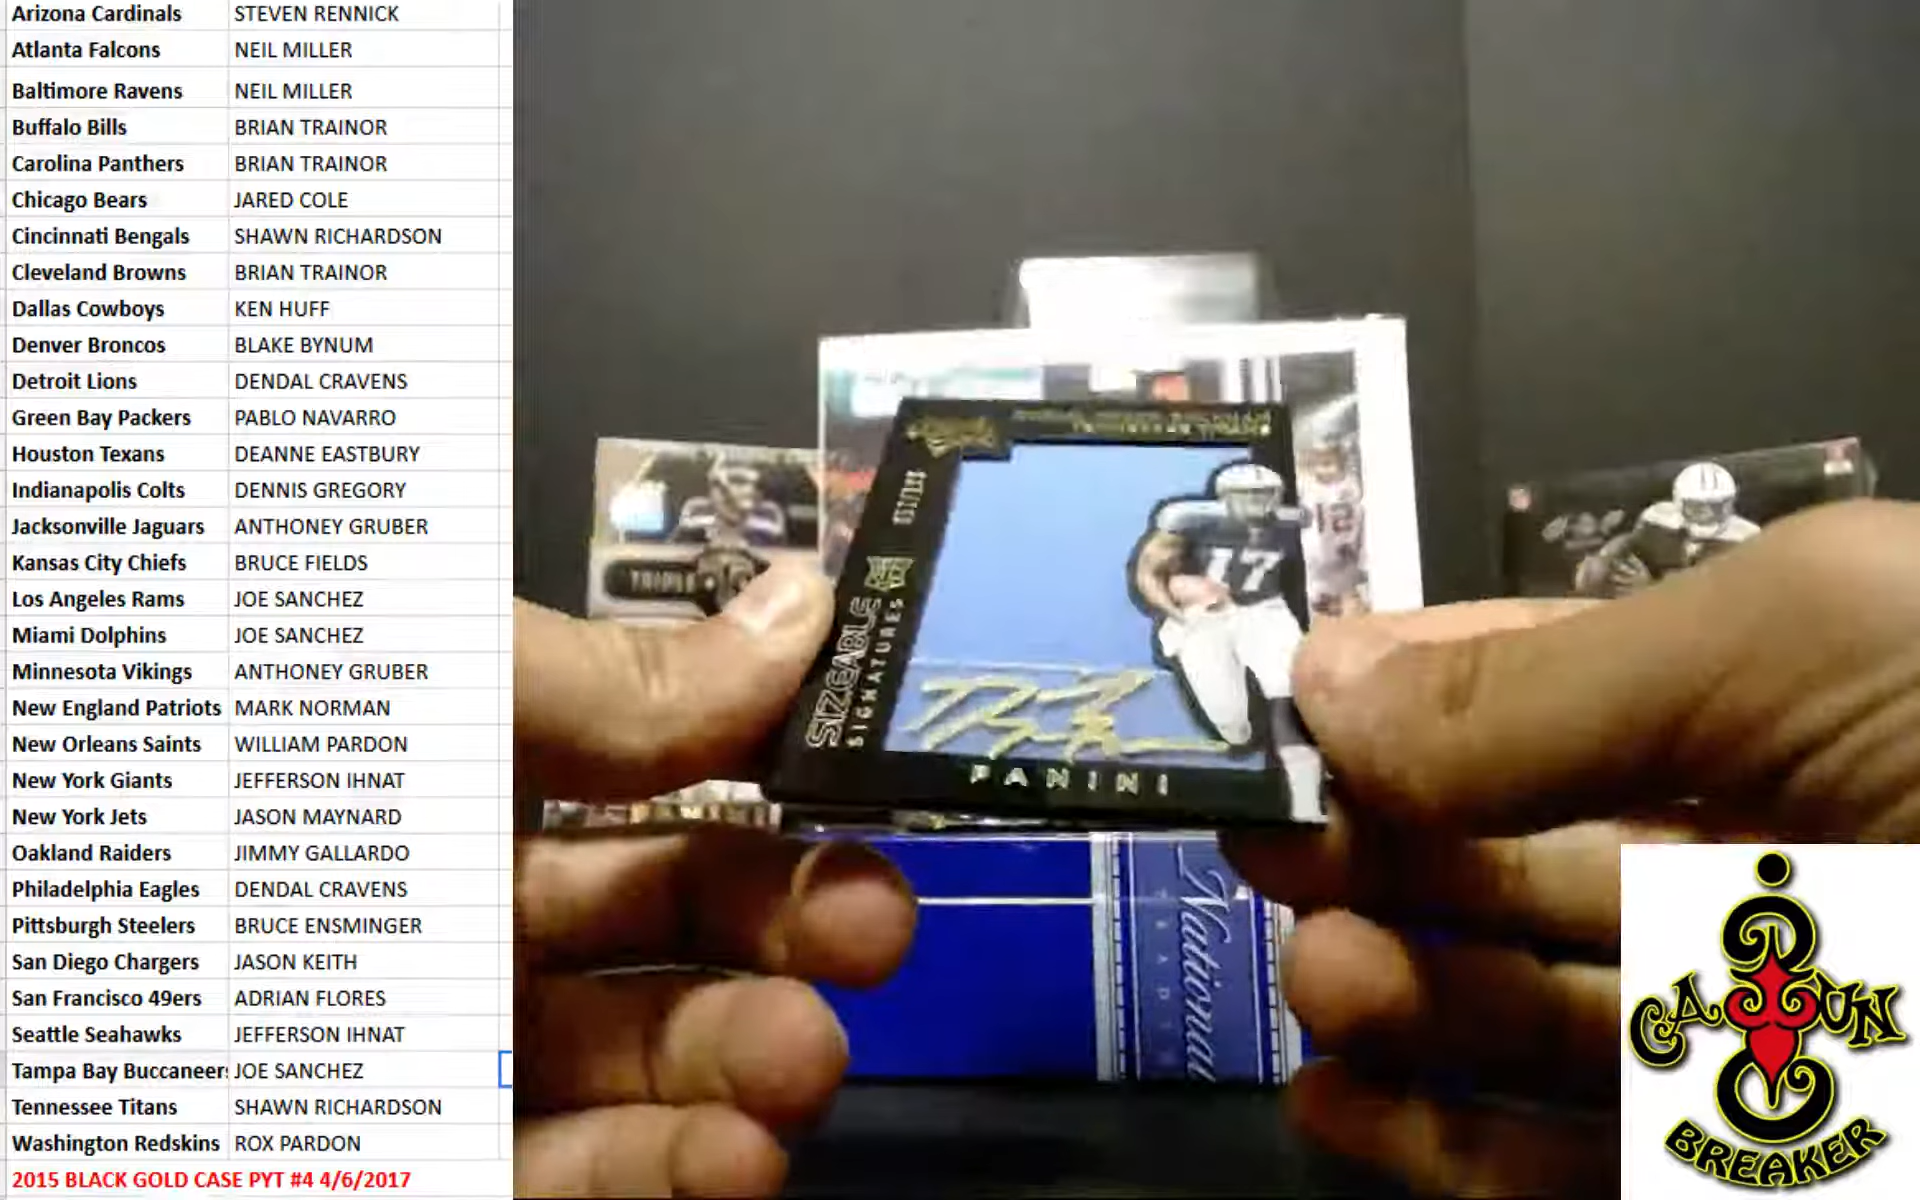 Arizona Cardinals STEVEN RENNICK
Atlanta Falcons NEIL MILLER
Baltimore Ravens NEIL MILLER
Buffalo Bills BRIAN TRAINOR
Carolina Panthers BRIAN TRAINOR
Chicago Bears JARED COLE
Cincinnati Bengals SHAWN RICHARDSON
Cleveland Browns BRIAN TRAINOR
Dallas Cowboys KEN HUFF
Denver Broncos BLAKE BYNUM
Detroit Lions DENDAL CRAVENS
Green Bay Packers PABLO NAVARRO
Houston Texans DEANNE EASTBURY
Indianapolis Colts DENNIS GREGORY
Jacksonville Jaguars ANTHONEY GRUBER
Kansas City Chiefs BRUCE FIELDS
Los Angeles Rams JOE SANCHEZ
Miami Dolphins JOE SANCHEZ
Minnesota Vikings ANTHONEY GRUBER
New England Patriots MARK NORMAN
New Orleans Saints WILLIAM PARDON
New York Giants JEFFERSON IHNAT
New York Jets JASON MAYNARD
Oakland Raiders JIMMY GALLARDO
Philadelphia Eagles DENDAL CRAVENS
Pittsburgh Steelers BRUCE ENSMINGER
San Diego Chargers JASON KEITH
San Francisco 49ers ADRIAN FLORES
Seattle Seahawks JEFFERSON IHNAT
Tampa Bay Buccaneers JOE SANCHEZ
Tennessee Titans SHAWN RICHARDSON
Washington Redskins ROX PARDON
2015 BLACK GOLD CASE PYT #4 4/6/2017
SIZEABLE
SIGNATURES
17
PANINI
TRIPLE
12
National
CAJUN
BREAKER